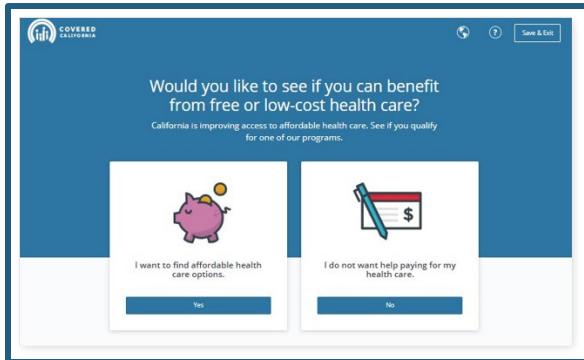 COVERED
CALIFORNIA
?
Save & Exit
Would you like to see if you can benefit
from free or low-cost health care?
California is improving access to affordable health care. See if you qualify
for one of our programs.
$
I want to find affordable health
care options.
Yes
I do not want help paying for my
health care.
No